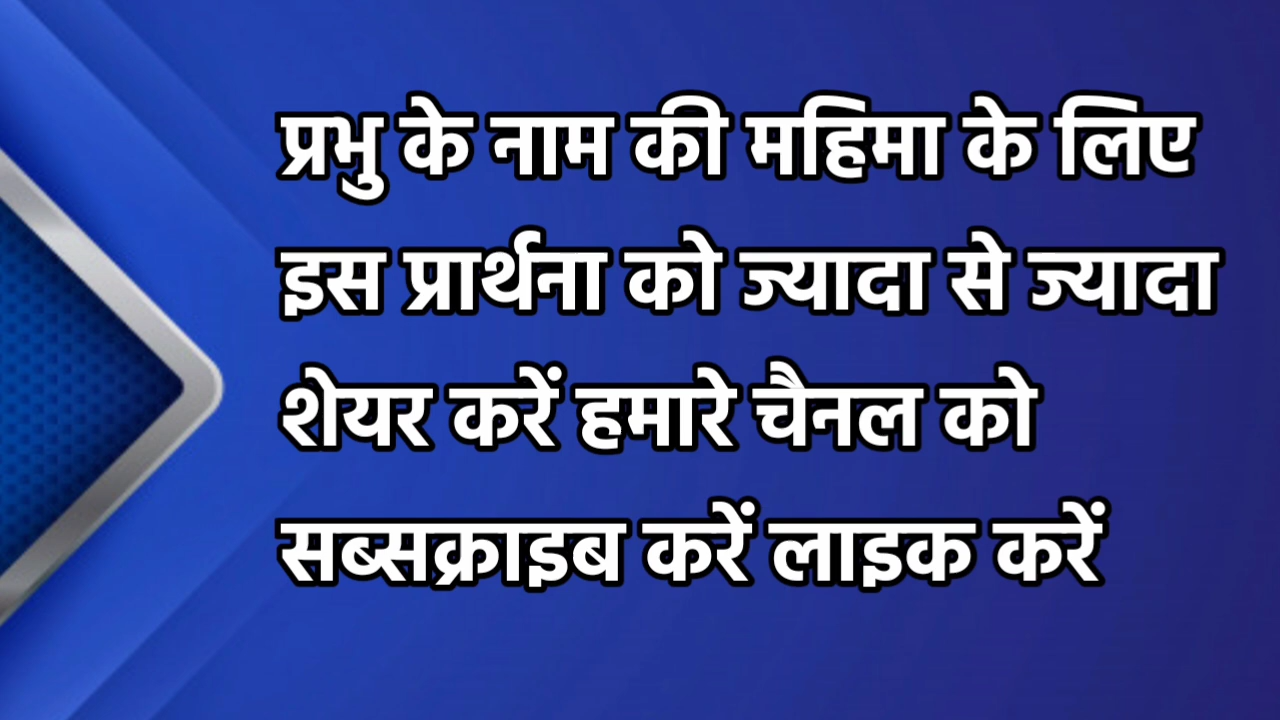 प्रभु के नाम की महिमा के लिए
इस प्रार्थना को ज्यादा से ज्यादा
शेयर करें हमारे चैनल को
सब्सक्राइब करें लाइक करें